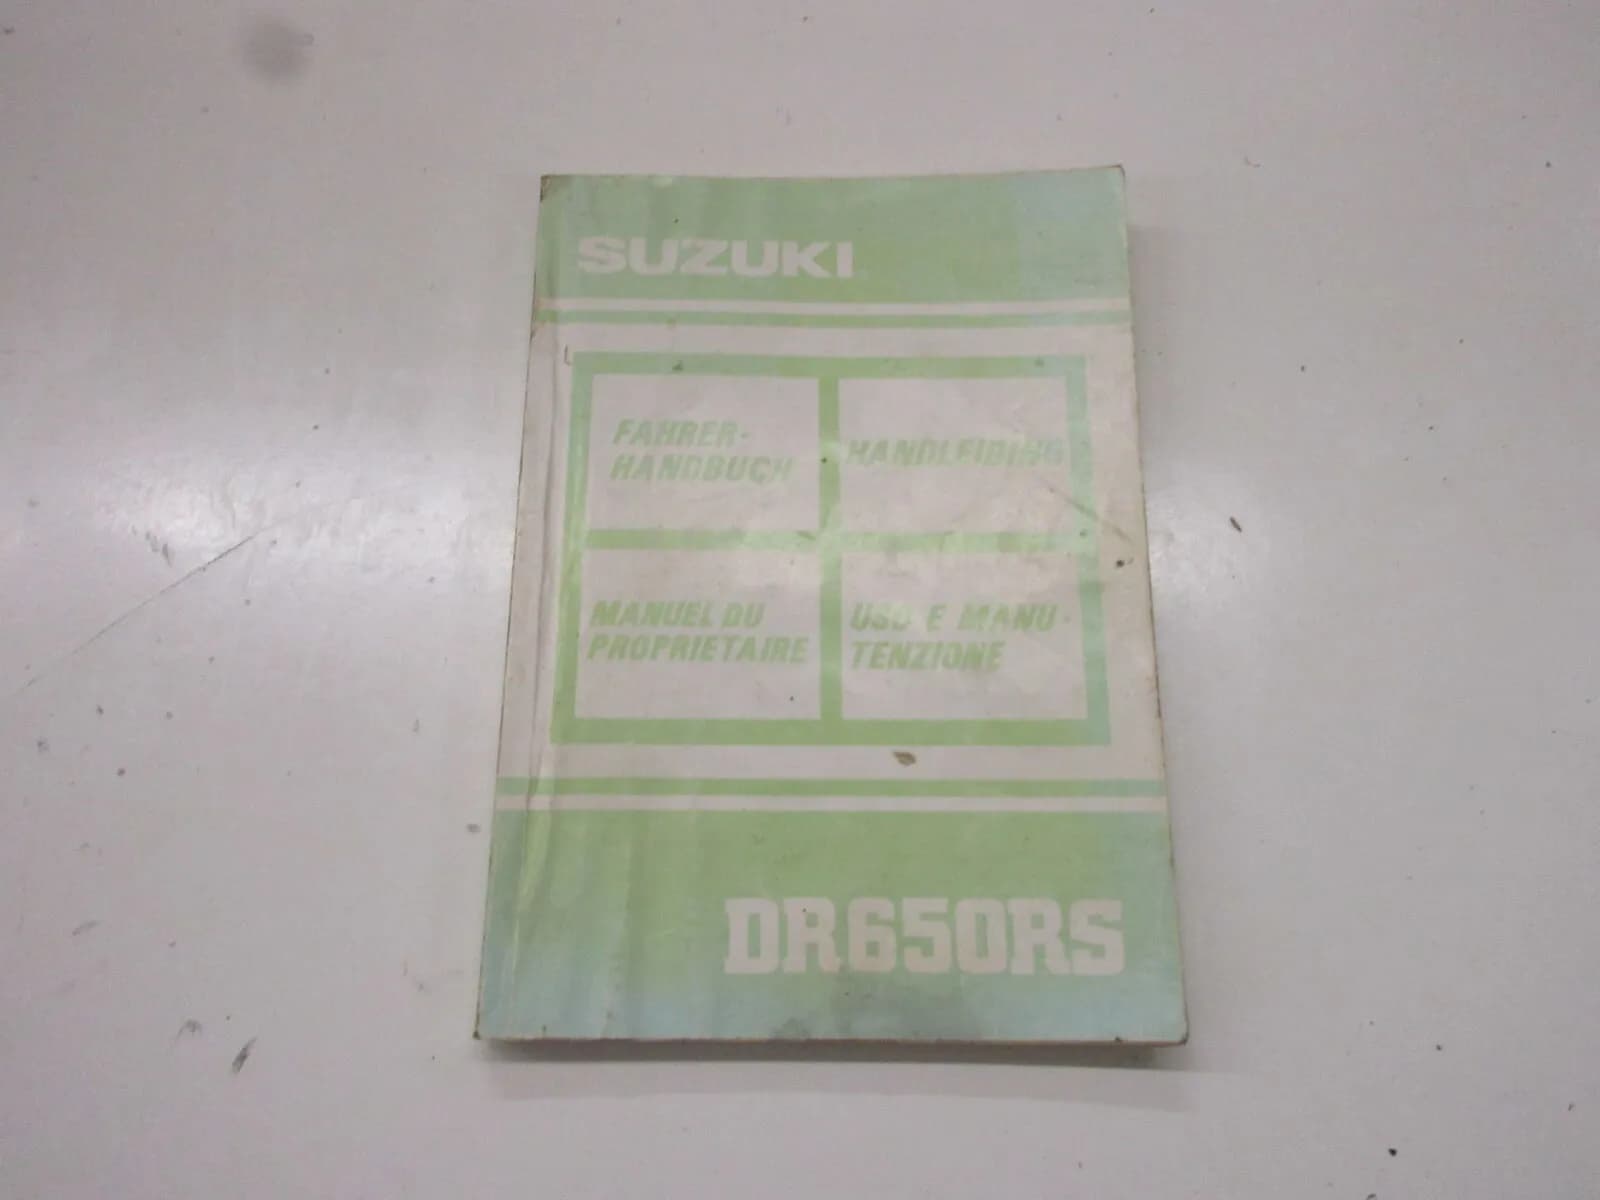 SUZUKI
FAHRER-
HANDBUCH
HANDLEIDING
MANUEL DU
PROPRIETAIRE
USO E MANU-
TENZIONE
DR650RS